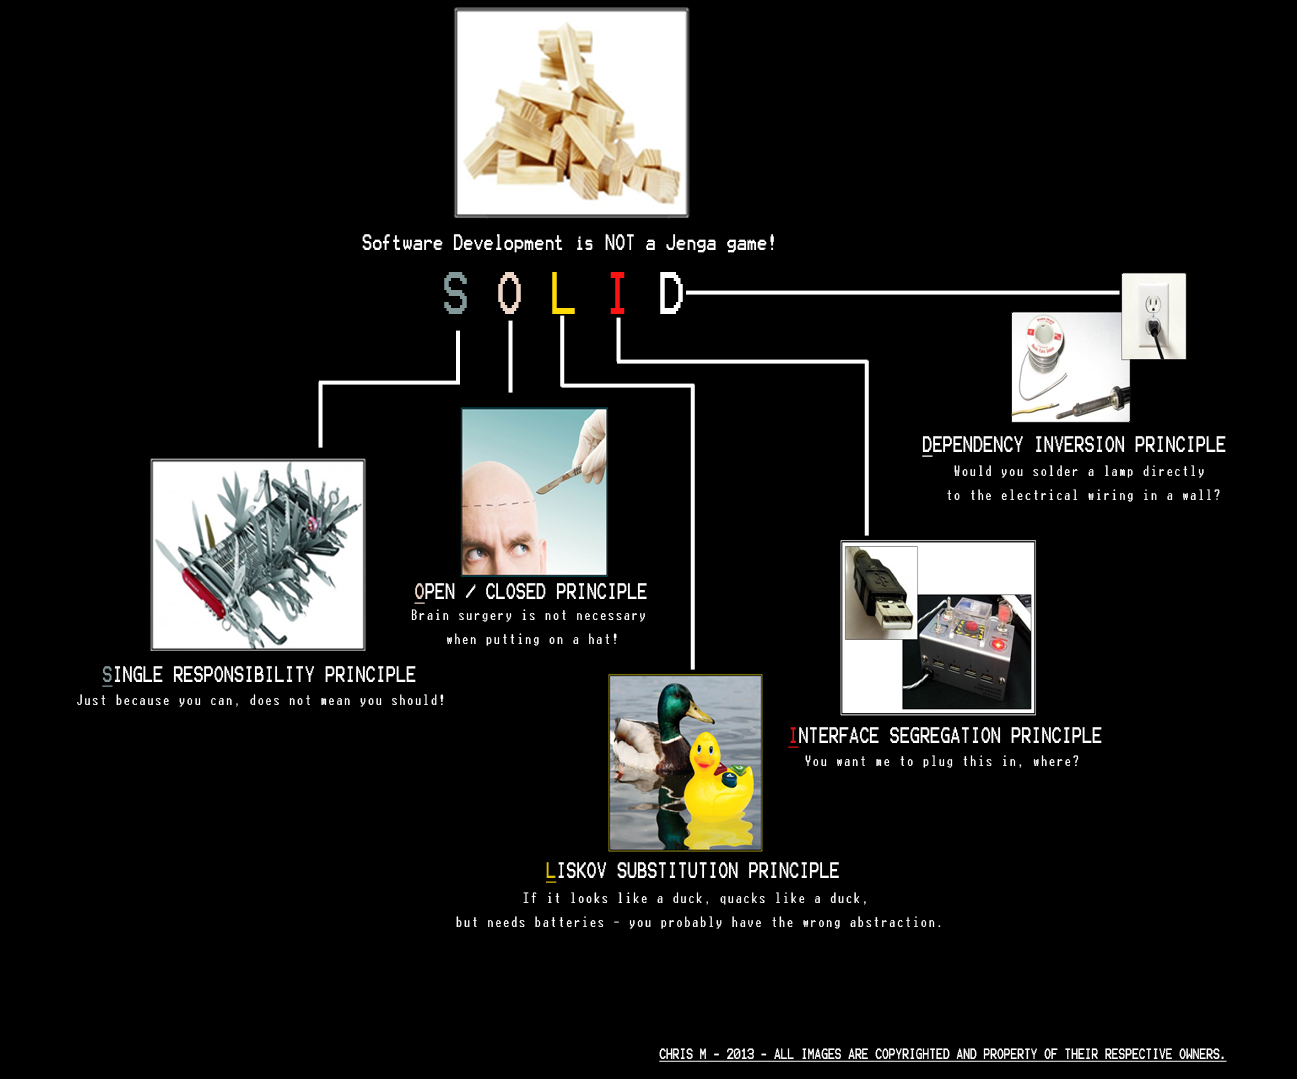 Software Development is NOT a Jenga game!
S O L I D
DEPENDENCY INVERSION PRINCIPLE
Would you solder a lamp directly
to the electrical wiring in a wall?
OPEN / CLOSED PRINCIPLE
Brain surgery is not necessary
when putting on a hat!
SINGLE RESPONSIBILITY PRINCIPLE
Just because you can, does not mean you should!
INTERFACE SEGREGATION PRINCIPLE
You want me to plug this in, where?
LISKOV SUBSTITUTION PRINCIPLE
If it looks like a duck, quacks like a duck,
but needs batteries - you probably have the wrong abstraction.
CHRIS M - 2013 - ALL IMAGES ARE COPYRIGHTED AND PROPERTY OF THEIR RESPECTIVE OWNERS.